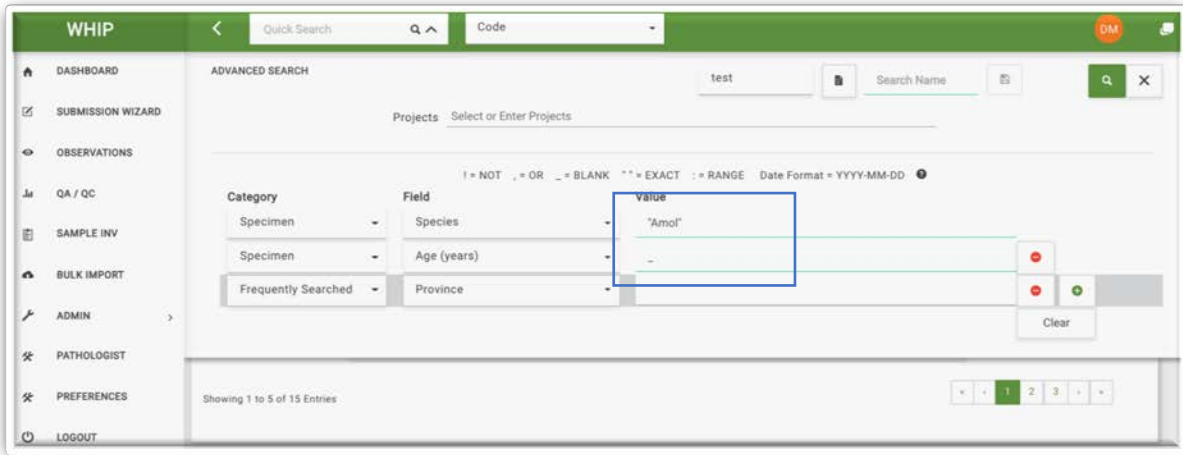 WHIP
Quick Search
Code
DM
DASHBOARD
SUBMISSION WIZARD
OBSERVATIONS
QA / QC
SAMPLE INV
BULK IMPORT
ADMIN
PATHOLOGIST
PREFERENCES
LOGOUT
ADVANCED SEARCH
test
Search Name
Projects Select or Enter Projects
! = NOT , = OR _ = BLANK " " = EXACT : = RANGE Date Format = YYYY-MM-DD
Category Field Value
Specimen Species "Amol"
Specimen Age (years) _
Frequently Searched Province
Clear
Showing 1 to 5 of 15 Entries
« ‹ 1 2 3 › »